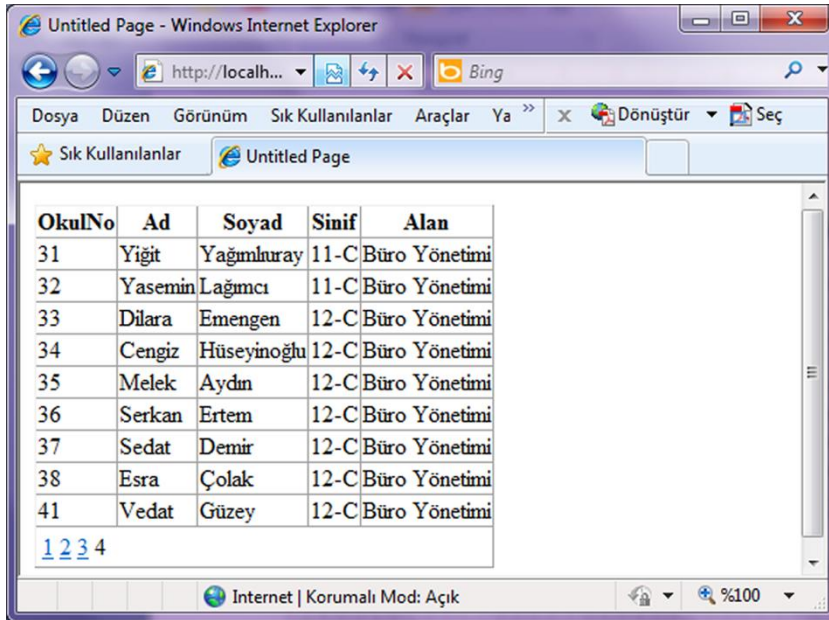 Untitled Page - Windows Internet Explorer
http://localh... Bing
Dosya Düzen Görünüm Sık Kullanılanlar Araçlar Ya » x Dönüştür Seç
Sık Kullanılanlar Untitled Page
OkulNo Ad Soyad Sinif Alan
31 Yiğit Yağımlıuray 11-C Büro Yönetimi
32 Yasemin Lağımcı 11-C Büro Yönetimi
33 Dilara Emengen 12-C Büro Yönetimi
34 Cengiz Hüseyinoğlu 12-C Büro Yönetimi
35 Melek Aydın 12-C Büro Yönetimi
36 Serkan Ertem 12-C Büro Yönetimi
37 Sedat Demir 12-C Büro Yönetimi
38 Esra Çolak 12-C Büro Yönetimi
41 Vedat Güzey 12-C Büro Yönetimi
1 2 3 4
Internet | Korumalı Mod: Açık %100